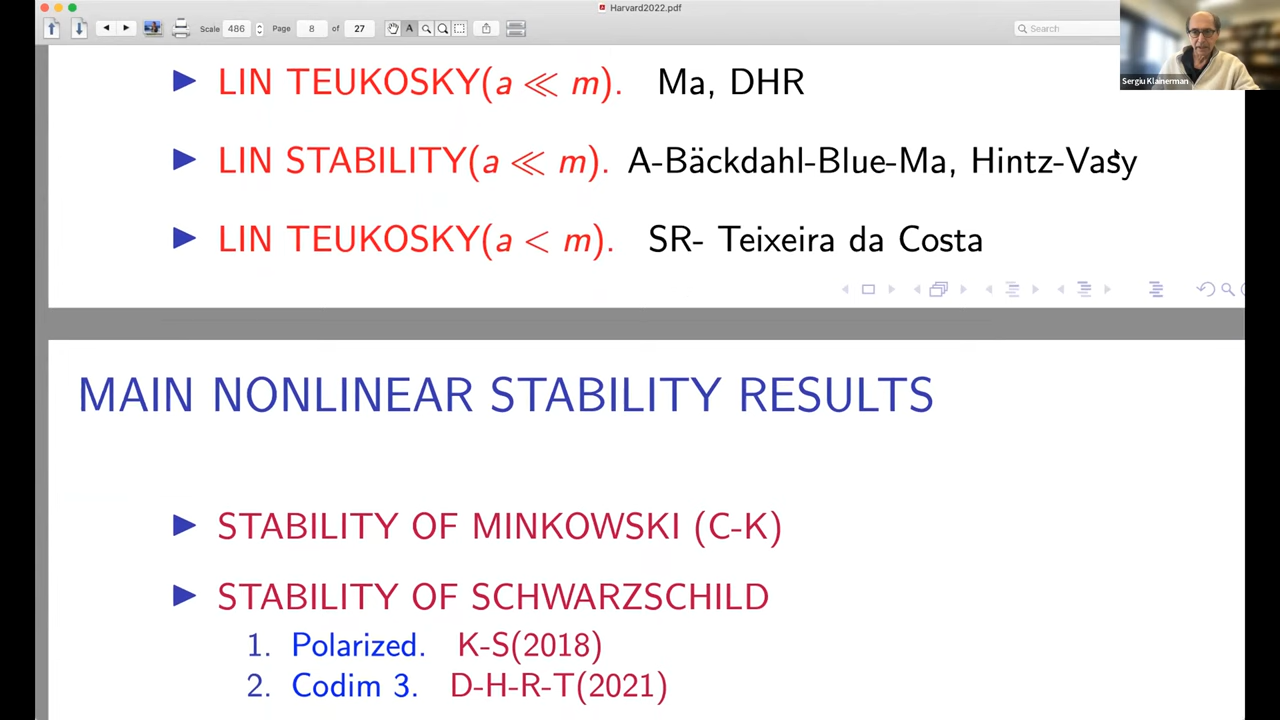 Harvard2022.pdf
Scale 486 Page 8 of 27 A Search
Sergiu Klainerman
▶ LIN TEUKOSKY(a ≪ m). Ma, DHR
▶ LIN STABILITY(a ≪ m). A-Bäckdahl-Blue-Ma, Hintz-Vasy
▶ LIN TEUKOSKY(a < m). SR- Teixeira da Costa
MAIN NONLINEAR STABILITY RESULTS
▶ STABILITY OF MINKOWSKI (C-K)
▶ STABILITY OF SCHWARZSCHILD
1. Polarized. K-S(2018)
2. Codim 3. D-H-R-T(2021)